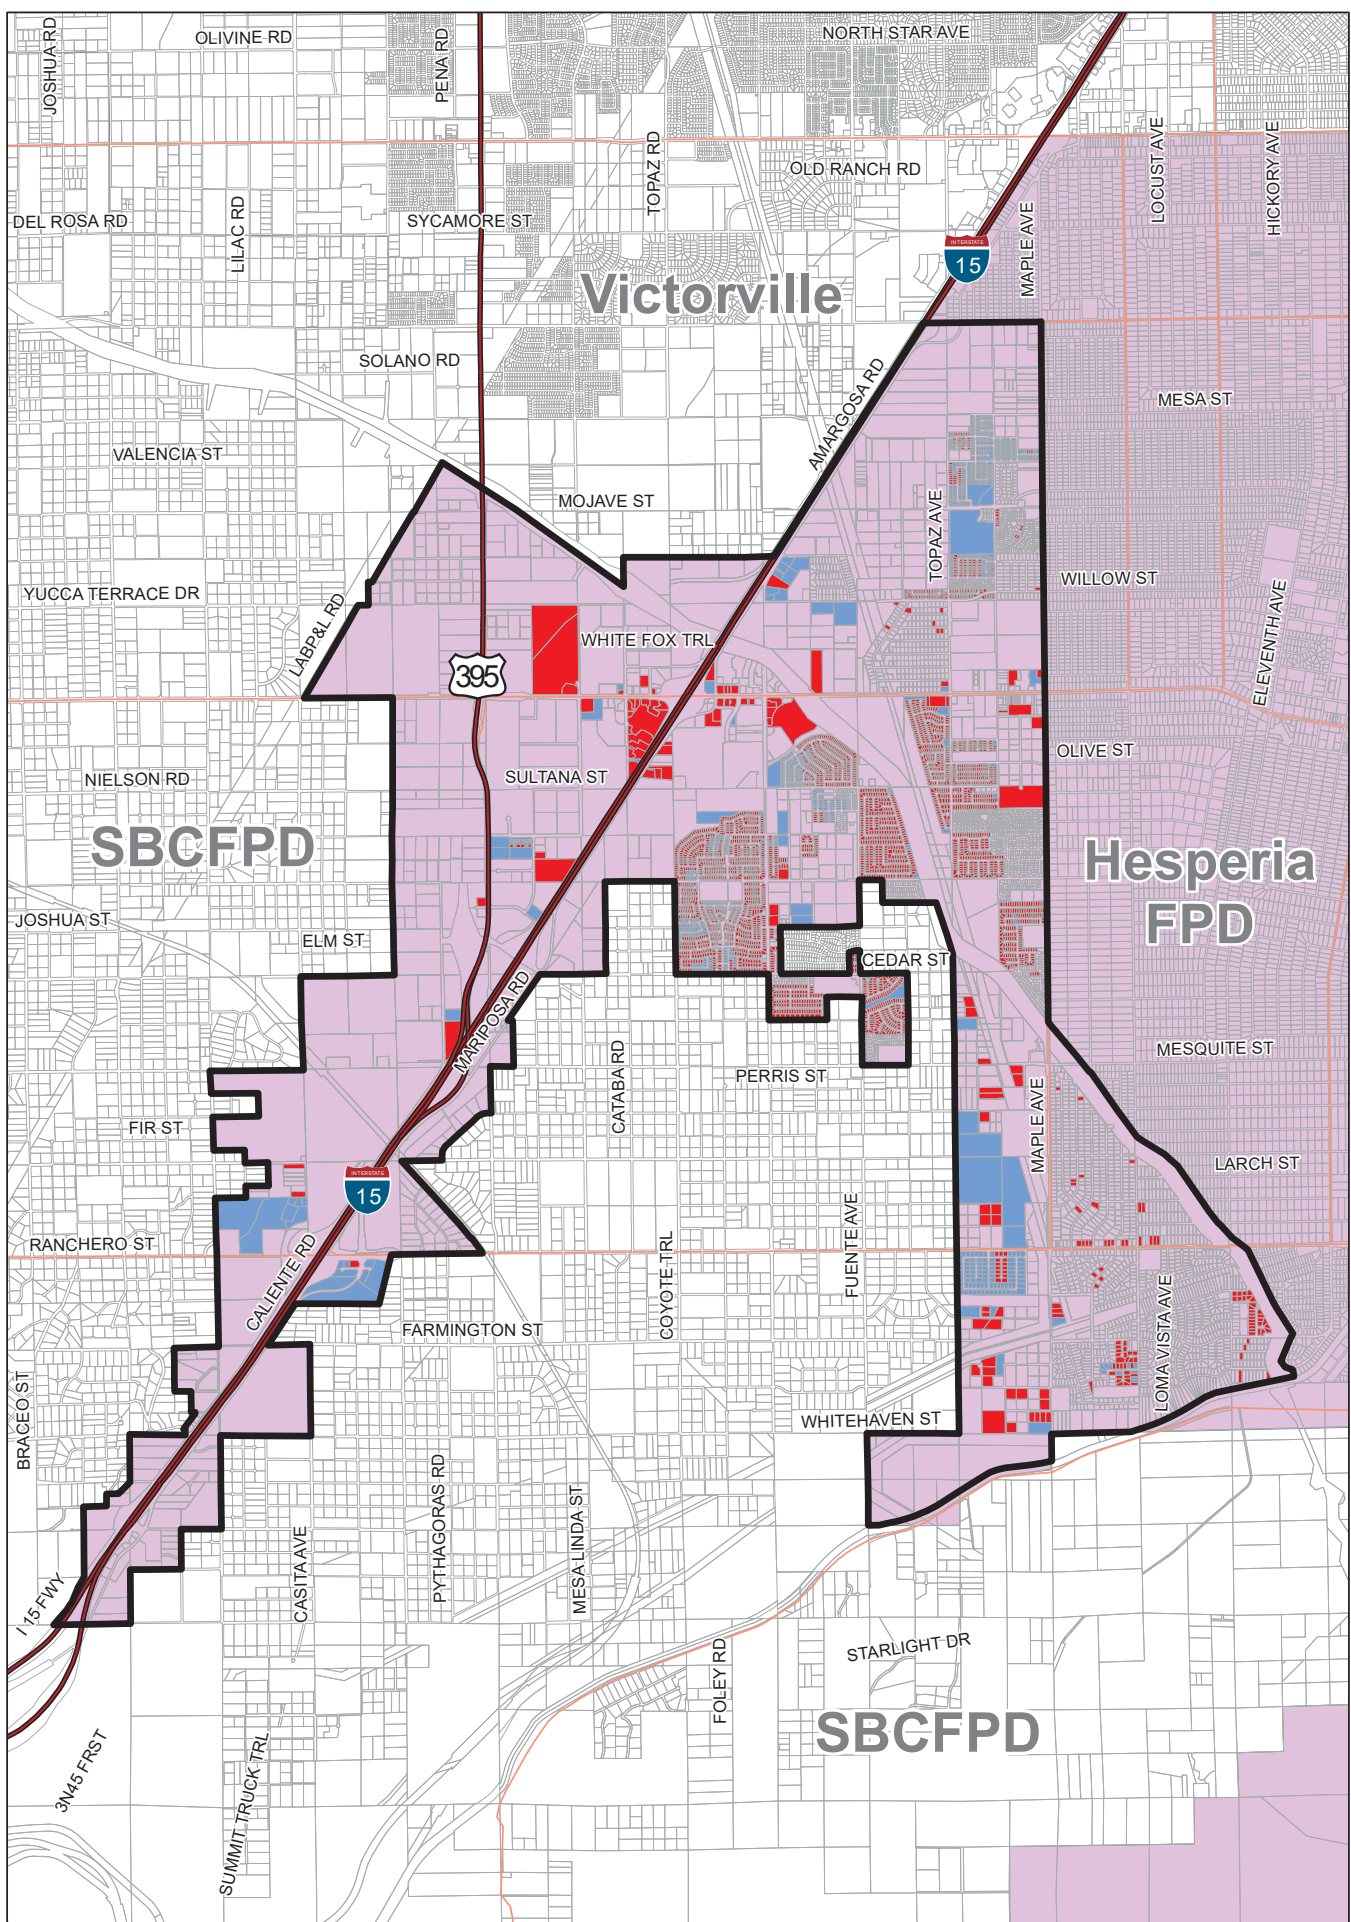 JOSHUA RD
OLIVINE RD
PENA RD
NORTH STAR AVE
TOPAZ RD
OLD RANCH RD
LOCUST AVE
HICKORY AVE
DEL ROSA RD
LILAC RD
SYCAMORE ST
MAPLE AVE
INTERSTATE
15
Victorville
SOLANO RD
AMARGOSA RD
MESA ST
VALENCIA ST
MOJAVE ST
TOPAZ AVE
YUCCA TERRACE DR
WILLOW ST
LABP&L RD
WHITE FOX TRL
ELEVENTH AVE
395
NIELSON RD
SULTANA ST
OLIVE ST
SBCFPD
Hesperia
FPD
JOSHUA ST
ELM ST
CEDAR ST
MARIPOSA RD
CATABA RD
PERRIS ST
MESQUITE ST
FIR ST
MAPLE AVE
LARCH ST
INTERSTATE
15
RANCHERO ST
CALIENTE RD
COYOTE TRL
FUENTE AVE
FARMINGTON ST
LOMA VISTA AVE
BRACEO ST
WHITEHAVEN ST
CASITA AVE
PYTHAGORAS RD
MESA LINDA ST
I 15 FWY
FOLEY RD
STARLIGHT DR
SBCFPD
3N45 FRST
SUMMIT TRUCK TRL